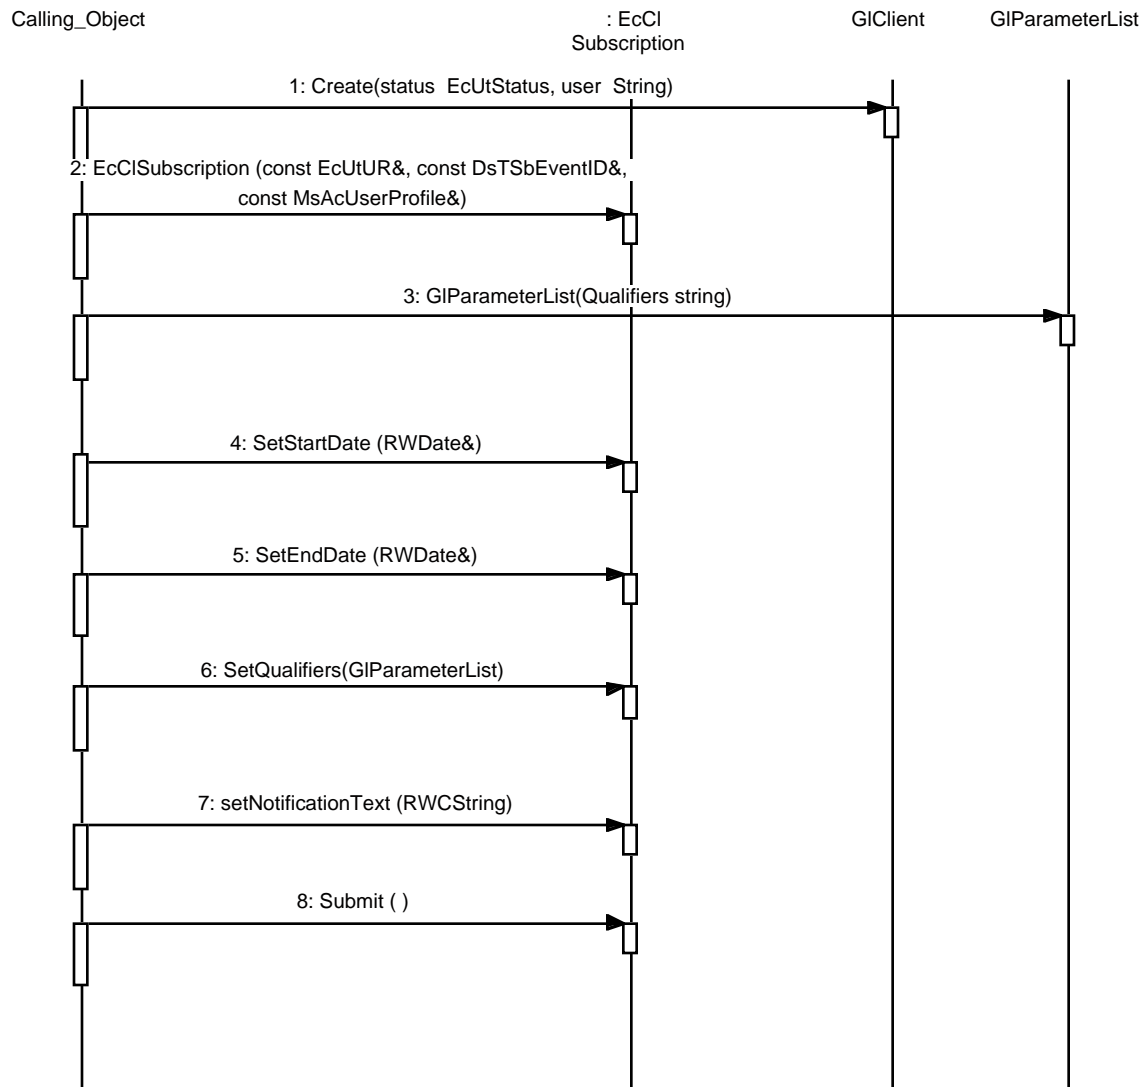 Calling_Object
: EcCl
Subscription
GlClient
GlParameterList
1: Create(status  EcUtStatus, user  String)
2: EcClSubscription (const EcUtUR&, const DsTSbEventID&,
const MsAcUserProfile&)
3: GlParameterList(Qualifiers string)
4: SetStartDate (RWDate&)
5: SetEndDate (RWDate&)
6: SetQualifiers(GlParameterList)
7: setNotificationText (RWCString)
8: Submit ( )